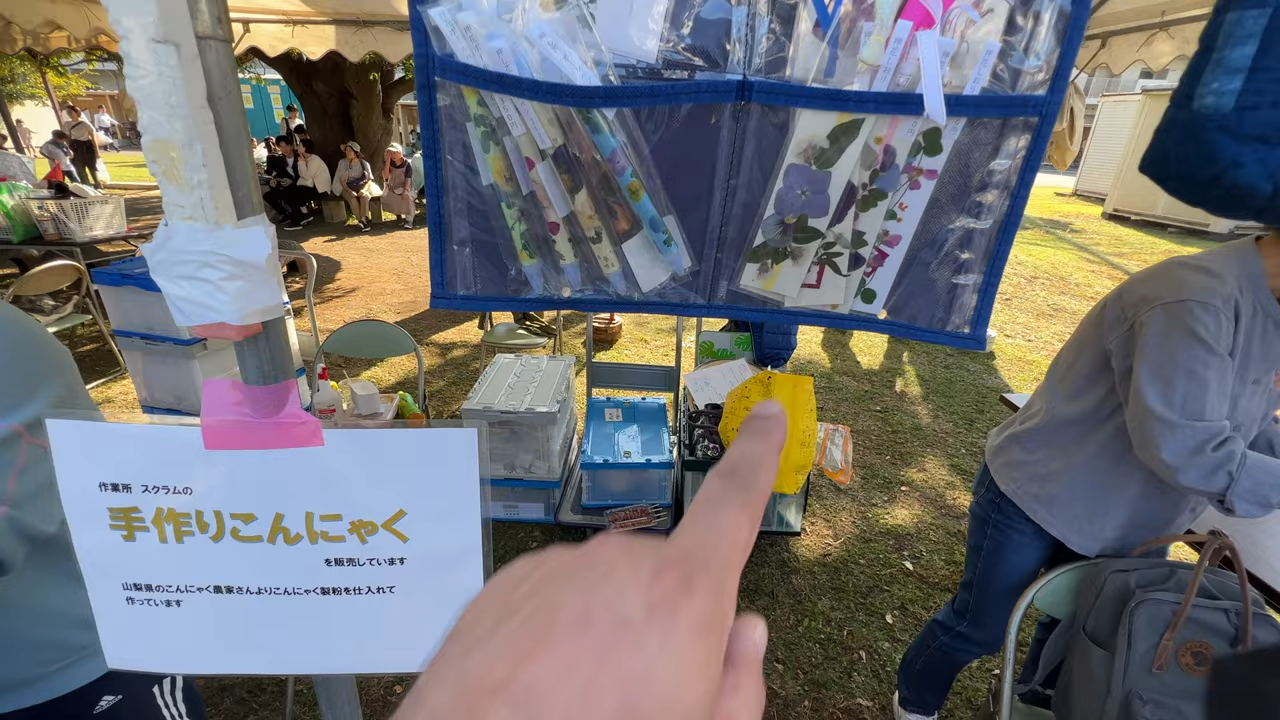 作業所 スクラムの
手作りこんにゃく
を販売しています
山梨県のこんにゃく農家さんよりこんにゃく製粉を仕入れて
作っています
adidas